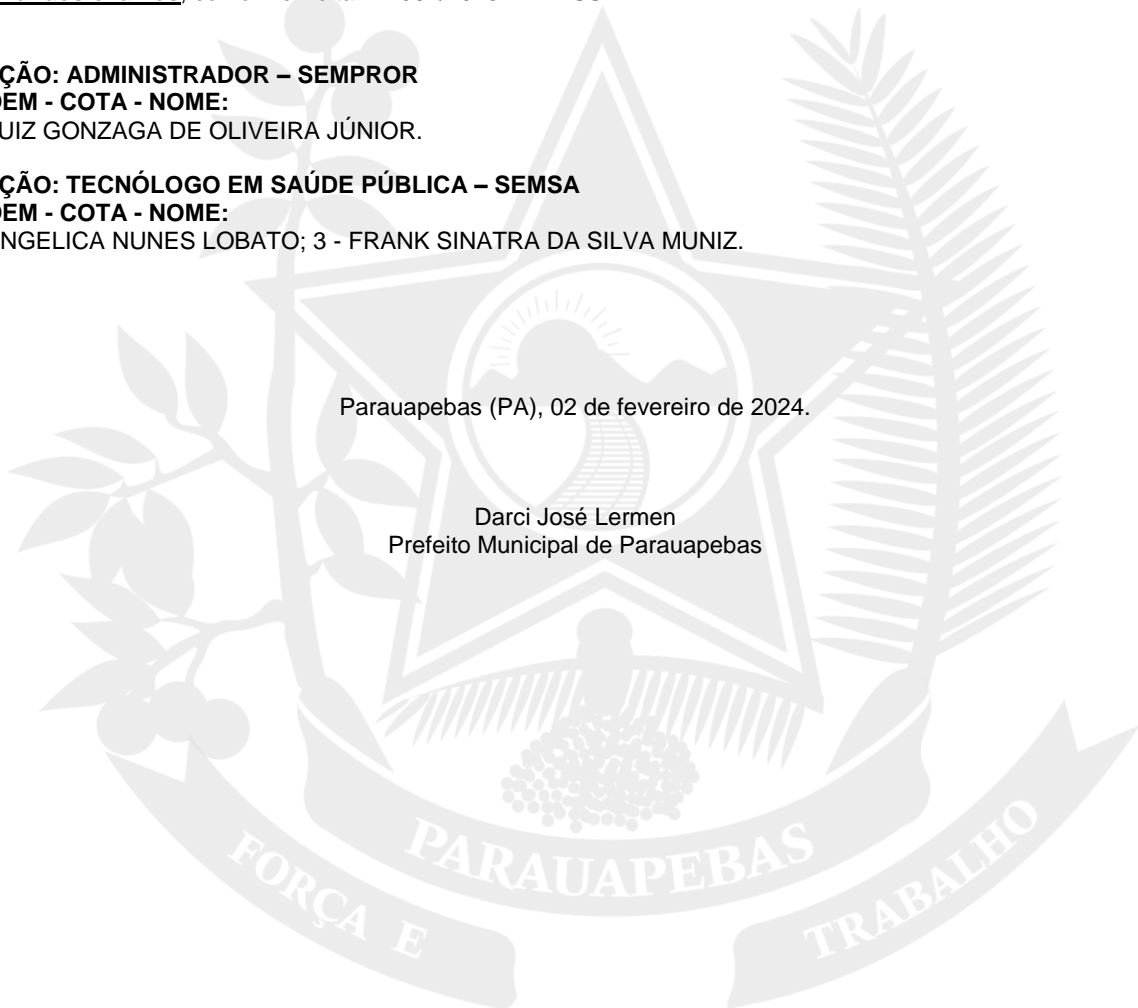 ÇÃO: ADMINISTRADOR – SEMPROR
DEM - COTA - NOME:
UIZ GONZAGA DE OLIVEIRA JÚNIOR.
ÇÃO: TECNÓLOGO EM SAÚDE PÚBLICA – SEMSA
DEM - COTA - NOME:
NGELICA NUNES LOBATO; 3 - FRANK SINATRA DA SILVA MUNIZ.
Parauapebas (PA), 02 de fevereiro de 2024.
Darci José Lermen
Prefeito Municipal de Parauapebas
FORÇA E PARAUAPEBAS TRABALHO